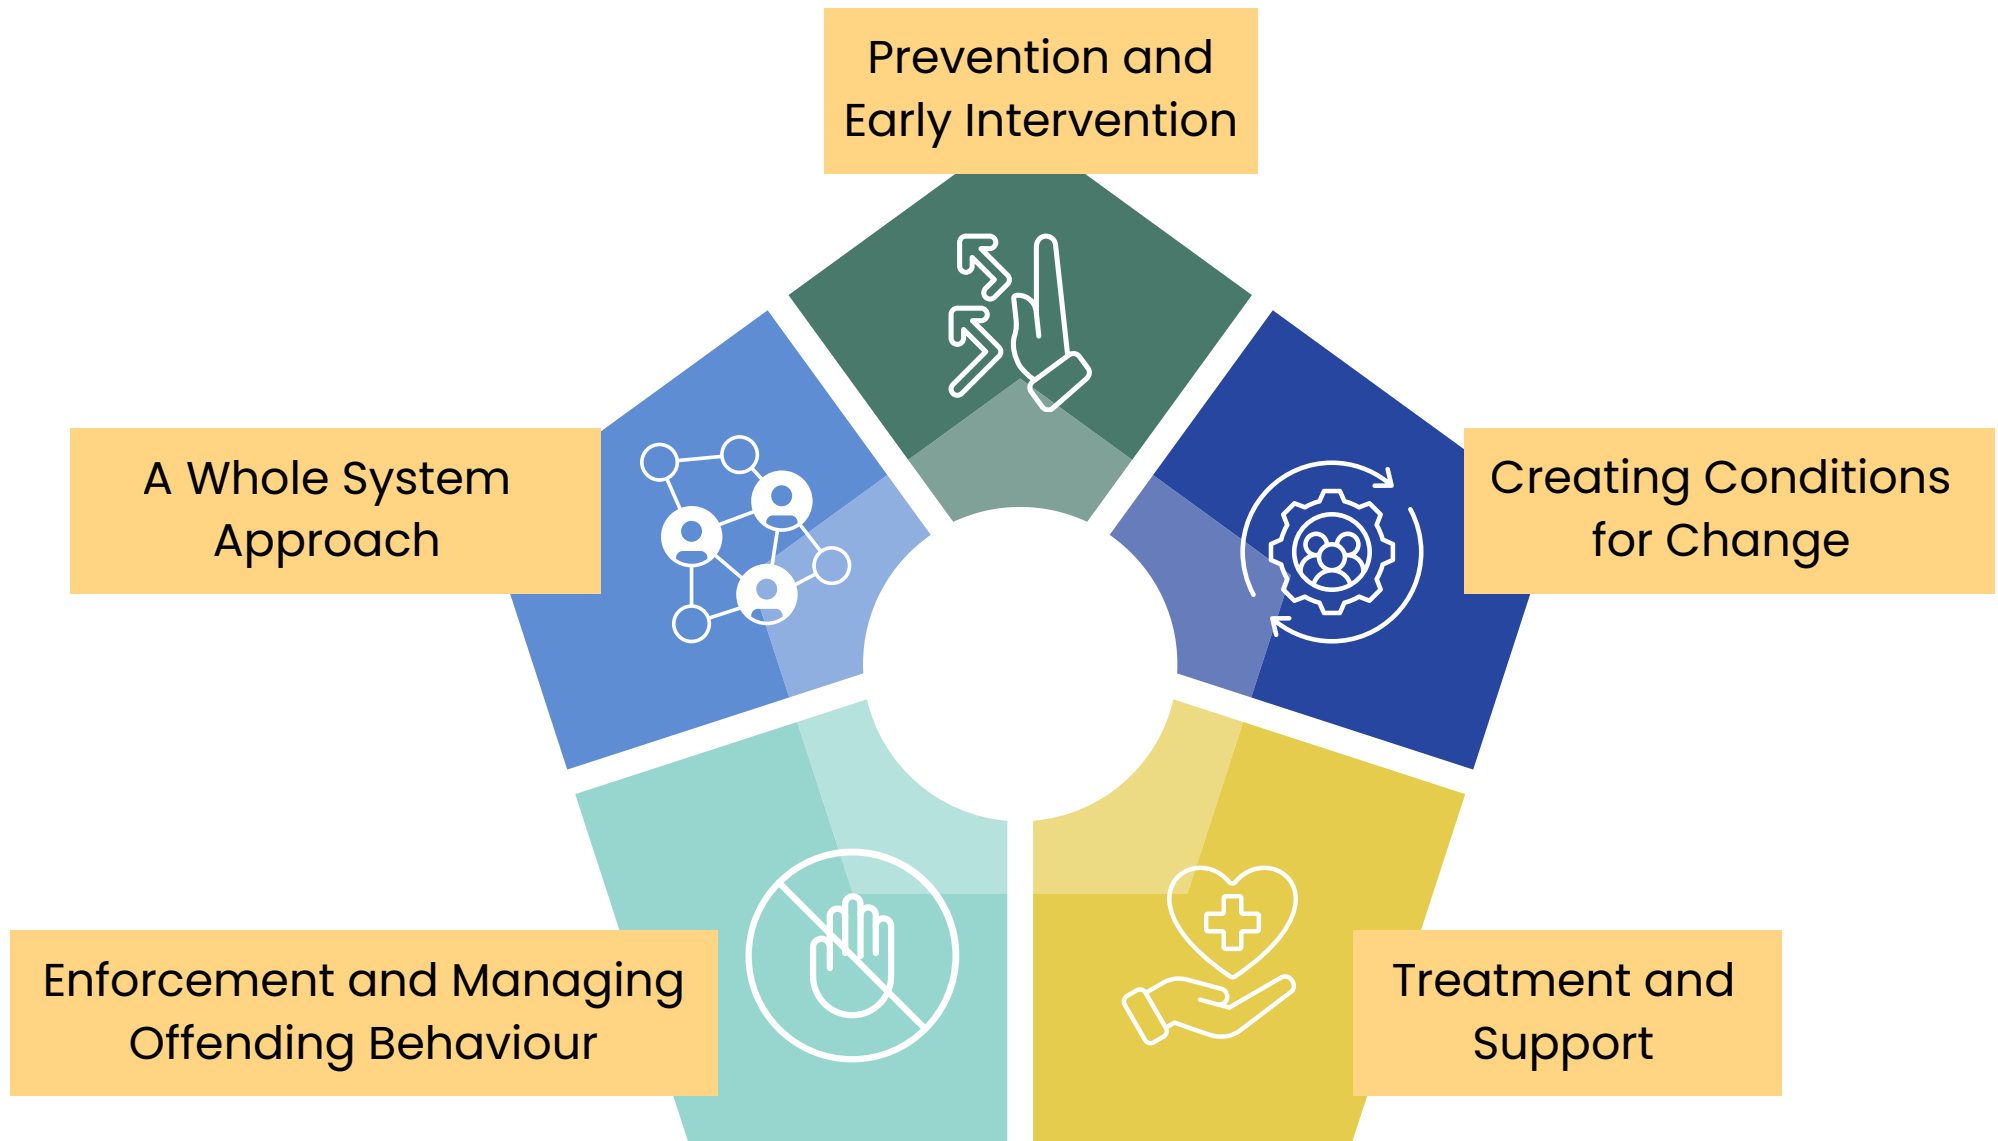 Prevention and
Early Intervention
A Whole System
Approach
Creating Conditions
for Change
Enforcement and Managing
Offending Behaviour
Treatment and
Support